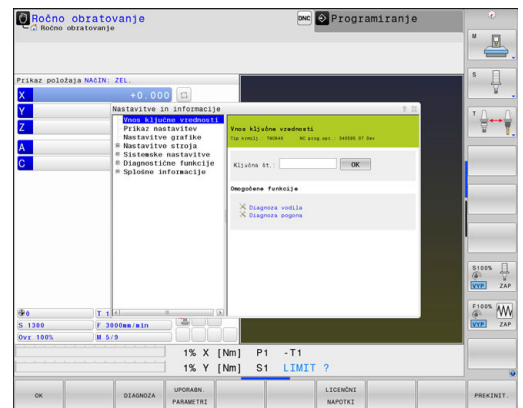 Ročno obratovanje
Ročno obratovanje
DNC
Programiranje
Prikaz položaja NAČIN: ZEL.
X +0.000
Y
Z
A
C
Nastavitve in informacije
Vnos ključne vrednosti
Prikaz nastavitev
Nastavitve grafike
Nastavitve stroja
Sistemske nastavitve
Diagnostične funkcije
Splošne informacije
Vnos ključne vrednosti
Ključna št.:
OK
Omogočene funkcije
Diagnoza vodila
Diagnoza pogona
0
T 1
S 1300
F 3000mm/min
Ovr 100%
M 5/9
1% X [Nm] P1 -T1
1% Y [Nm] S1 LIMIT ?
M
S
T
S100%
VYP ZAP
F100%
VYP ZAP
OK
DIAGNOZA
UPORABN.
PARAMETRI
LICENČNI
NAPOTKI
PREKINIT.